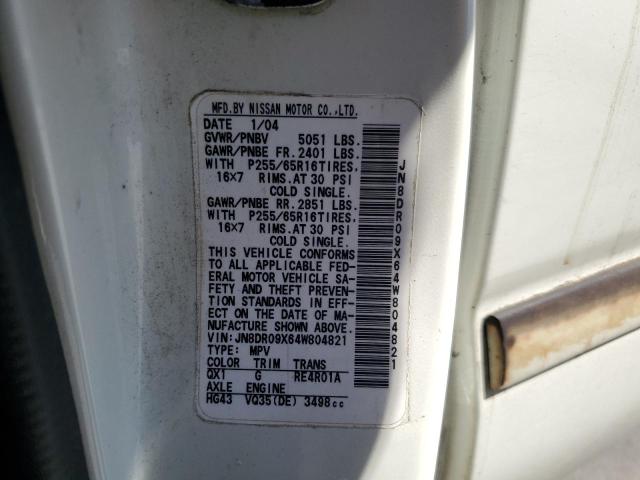 MFD.BY NISSAN MOTOR CO.,LTD.
DATE 1/04
GVWR/PNBV 5051 LBS.
GAWR/PNBE FR.2401 LBS.
WITH P255/65R16TIRES,
16X7 RIMS.AT 30 PSI
COLD SINGLE.
GAWR/PNBE RR.2851 LBS.
WITH P255/65R16TIRES,
16X7 RIMS.AT 30 PSI
COLD SINGLE.
THIS VEHICLE CONFORMS
TO ALL APPLICABLE FED-
ERAL MOTOR VEHICLE SA-
FETY AND THEFT PREVEN-
TION STANDARDS IN EFF-
ECT ON THE DATE OF MA-
NUFACTURE SHOWN ABOVE.
VIN:JN8DR09X64W804821
TYPE: MPV
COLOR TRIM TRANS
QX1 G RE4R01A
AXLE ENGINE
HG43 VQ35(DE) 3498cc
JN8DR09X64W804821